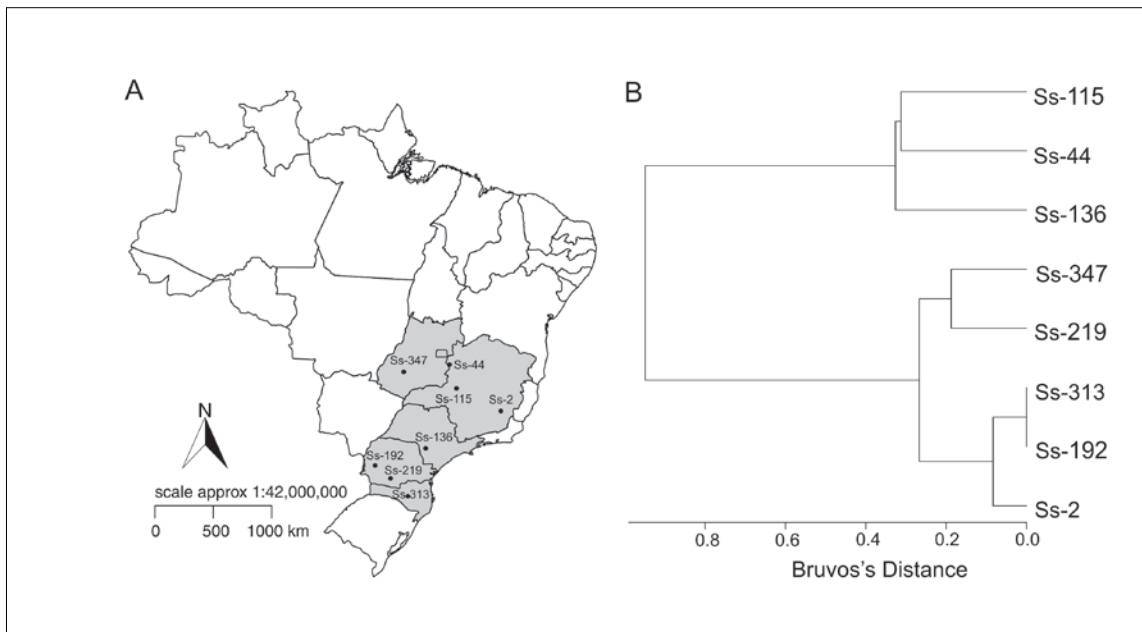 A
Ss-347
Ss-44
Ss-115
Ss-2
Ss-136
Ss-192
Ss-219
Ss-313
N
scale approx 1:42,000,000
0 500 1000 km
B
Ss-115
Ss-44
Ss-136
Ss-347
Ss-219
Ss-313
Ss-192
Ss-2
0.8 0.6 0.4 0.2 0.0
Bruvos's Distance